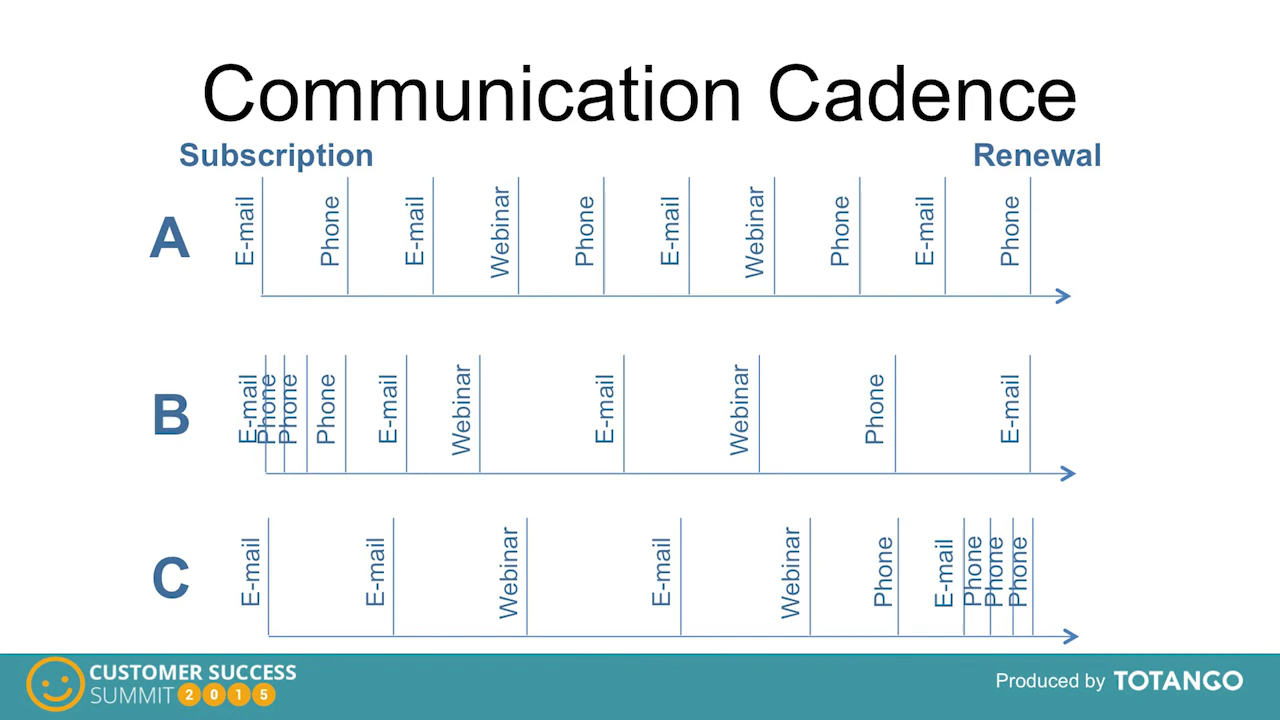 Communication Cadence
Subscription
Renewal
A
E-mail
Phone
E-mail
Webinar
Phone
E-mail
Webinar
Phone
E-mail
Phone
B
E-mail
Phone
Phone
Phone
E-mail
Webinar
E-mail
Webinar
Phone
E-mail
C
E-mail
E-mail
Webinar
E-mail
Webinar
Phone
E-mail
Phone
Phone
Phone
CUSTOMER SUCCESS
SUMMIT 2015
Produced by TOTANGO